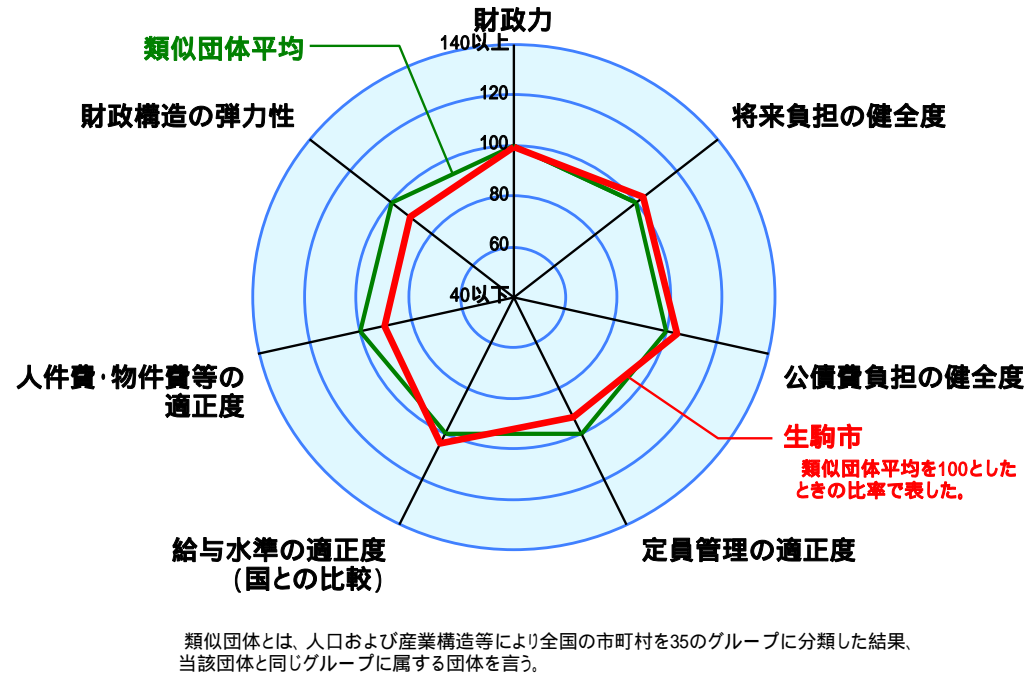 財政力
140以上
類似団体平均
120
財政構造の弾力性
将来負担の健全度
100
80
60
40以下
人件費・物件費等の
適正度
公債費負担の健全度
生駒市
類似団体平均を100とした
ときの比率で表した。
給与水準の適正度
(国との比較)
定員管理の適正度
類似団体とは、人口および産業構造等により全国の市町村を35のグループに分類した結果、
当該団体と同じグループに属する団体を言う。